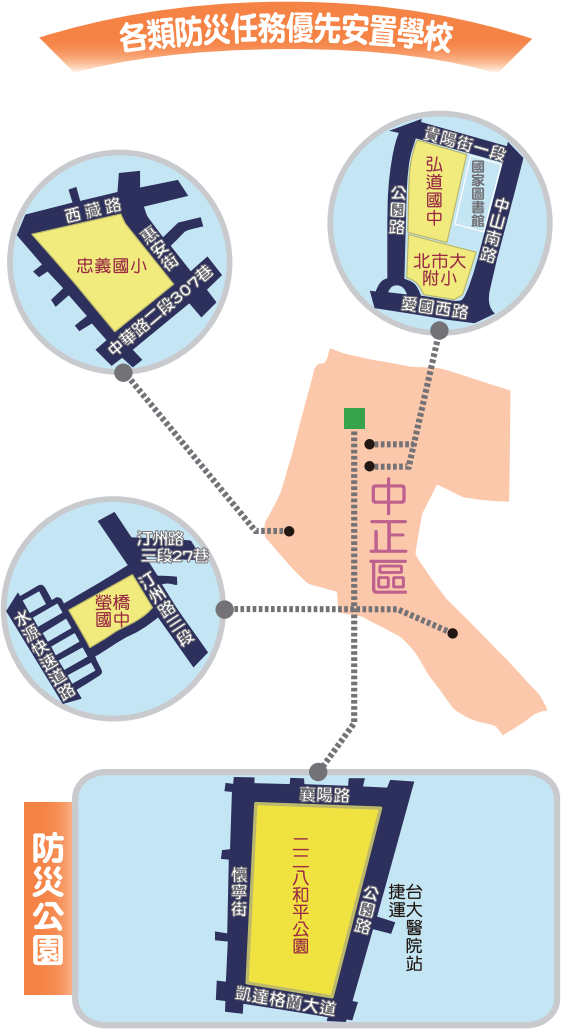 各類防災任務優先安置學校
西藏路
惠安街
忠義國小
中華路二段307巷
貴陽街一段
弘道國中
國家圖書館
公園路
中山南路
北市大
附小
愛國西路
中正區
汀州路
三段27巷
汀州路三段
螢橋
國中
水源快速道路
防災公園
襄陽路
懷寧街
二二八和平公園
公園路
台大醫院站
捷運
凱達格蘭大道